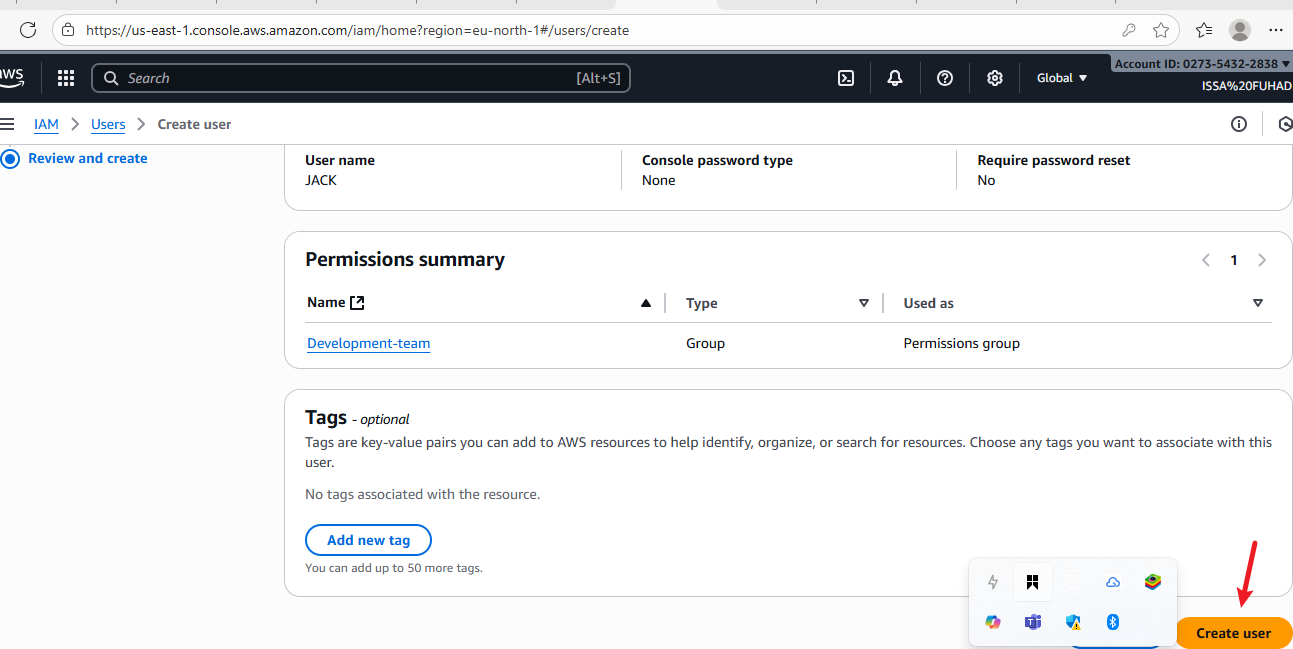 https://us-east-1.console.aws.amazon.com/iam/home?region=eu-north-1#/users/create
aws
Search
[Alt+S]
Global
Account ID: 0273-5432-2838
ISSA%20FUHAD
IAM
Users
Create user
Review and create
User name
JACK
Console password type
None
Require password reset
No
Permissions summary
1
Name
Type
Used as
Development-team
Group
Permissions group
Tags - optional
Tags are key-value pairs you can add to AWS resources to help identify, organize, or search for resources. Choose any tags you want to associate with this
user.
No tags associated with the resource.
Add new tag
You can add up to 50 more tags.
Create user